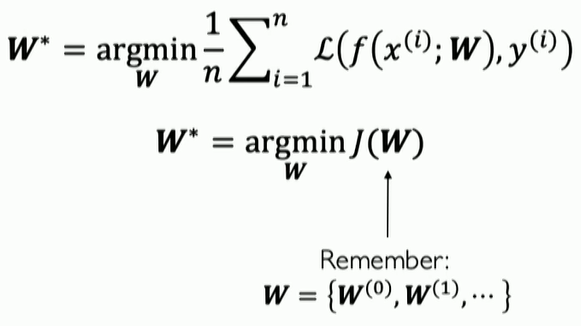 W* = argmin_W 1/n ∑_{i=1}^{n} ℒ(f(x^(i); W), y^(i))
W* = argmin_W J(W)
Remember:
W = {W^(0), W^(1), ⋯ }